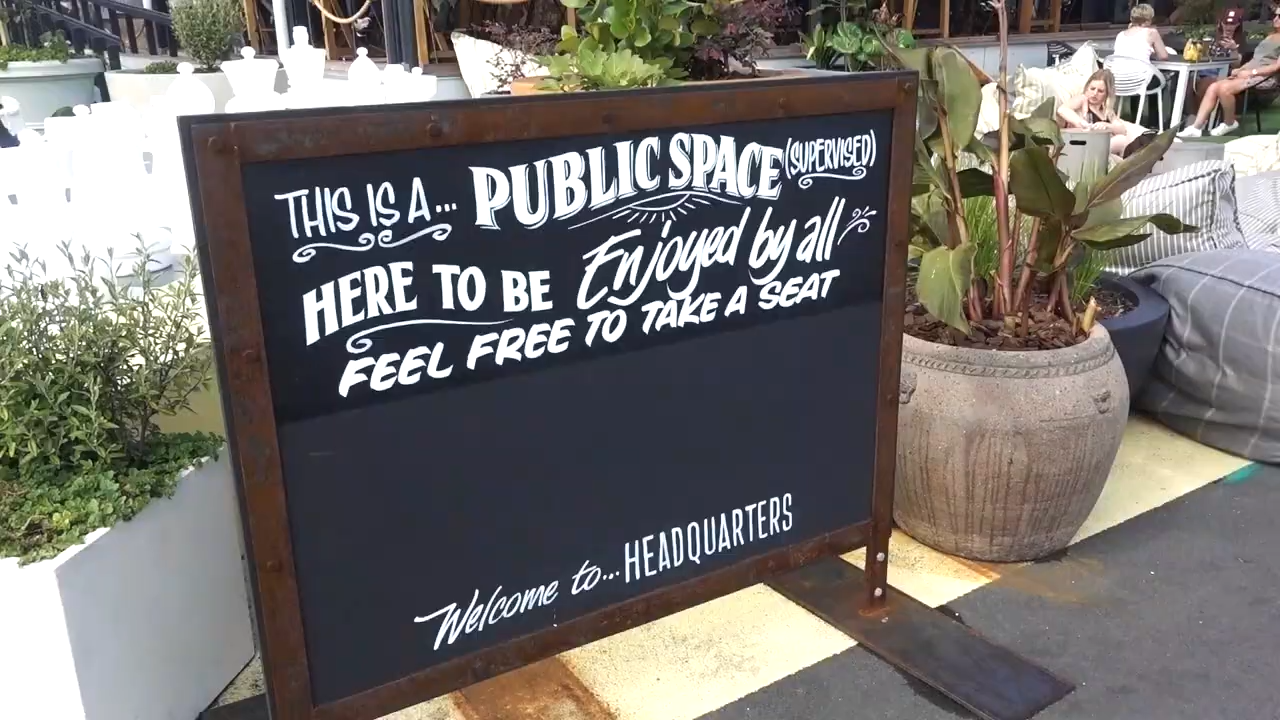 THIS IS A... PUBLIC SPACE (SUPERVISED)
HERE TO BE Enjoyed by all
FEEL FREE TO TAKE A SEAT
Welcome to... HEADQUARTERS